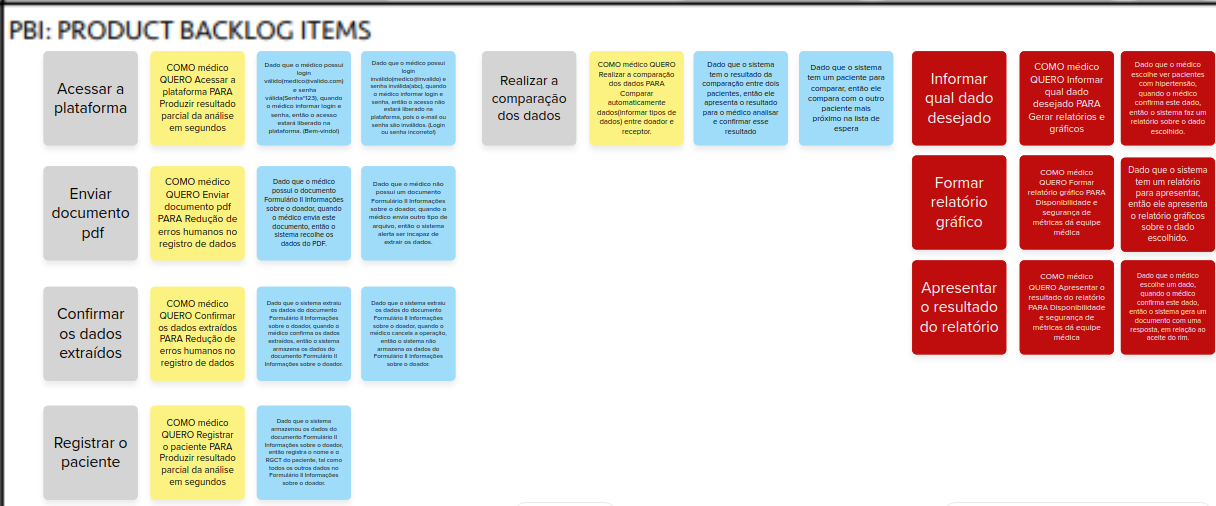 PBI: PRODUCT BACKLOG ITEMS
Acessar a
plataforma
COMO médico
QUERO Acessar a
plataforma PARA
Produzir resultado
parcial da análise
em segundos
Dado que o médico possui
login
válido(medico@valido.com)
e senha
válida(Senha*123), quando
o médico informar login e
senha, então o acesso
estará liberado na
plataforma. (Bem-vindo!)
Dado que o médico possui
login
inválido(medico@invalido) e
senha inválida(abc), quando
o médico informar login e
senha, então o acesso não
estará liberado na
plataforma, pois o e-mail ou
senha são inválidos. (Login
ou senha incorreto!)
Enviar
documento
pdf
COMO médico
QUERO Enviar
documento pdf
PARA Redução de
erros humanos no
registro de dados
Dado que o médico
possui o documento
Formulário II Informações
sobre o doador, quando
o médico envia este
documento, então o
sistema recolhe os
dados do PDF.
Dado que o médico não
possui um documento
Formulário II Informações
sobre o doador, quando o
médico envia outro tipo de
arquivo, então o sistema
alerta ser incapaz de
extrair os dados.
Confirmar
os dados
extraídos
COMO médico
QUERO Confirmar
os dados extraídos
PARA Redução de
erros humanos no
registro de dados
Dado que o sistema extraiu
os dados do documento
Formulário II Informações
sobre o doador, quando o
médico confirma os dados
extraídos, então o sistema
armazena os dados do
documento Formulário II
Informações sobre o doador.
Dado que o sistema extraiu
os dados do documento
Formulário II Informações
sobre o doador, quando o
médico cancela a operação,
então o sistema não
armazena os dados do
Formulário II Informações
sobre o doador.
Registrar o
paciente
COMO médico
QUERO Registrar
o paciente PARA
Produzir resultado
parcial da análise
em segundos
Dado que o sistema
armazenou os dados do
documento Formulário II
Informações sobre o doador,
então registra o nome e o
RGCT do paciente, tal como
todos os outros dados no
Formulário II Informações
sobre o doador.
Realizar a
comparação
dos dados
COMO médico QUERO
Realizar a comparação
dos dados PARA
Comparar
automaticamente
dados(informar tipos de
dados) entre doador e
receptor.
Dado que o sistema
tem o resultado da
comparação entre dois
pacientes, então ele
apresenta o resultado
para o médico analisar
e confirmar esse
resultado
Dado que o sistema
tem um paciente para
comparar, então ele
compara com o outro
paciente mais
próximo na lista de
espera
Informar
qual dado
desejado
COMO médico
QUERO Informar
qual dado
desejado PARA
Gerar relatórios e
gráficos
Dado que o médico
escolhe ver pacientes
com hipertensão,
quando o médico
confirma este dado,
então o sistema faz um
relatório sobre o dado
escolhido.
Formar
relatório
gráfico
COMO médico
QUERO Formar
relatório gráfico PARA
Disponibilidade e
segurança de
métricas dá equipe
médica
Dado que o sistema
tem um relatório
para apresentar,
então ele apresenta
o relatório gráficos
sobre o dado
escolhido.
Apresentar
o resultado
do relatório
COMO médico
QUERO Apresentar o
resultado do relatório
PARA Disponibilidade
e segurança de
métricas dá equipe
médica
Dado que o médico
escolhe um dado,
quando o médico
confirma este dado,
então o sistema gera um
documento com uma
resposta, em relação ao
aceite do rim.